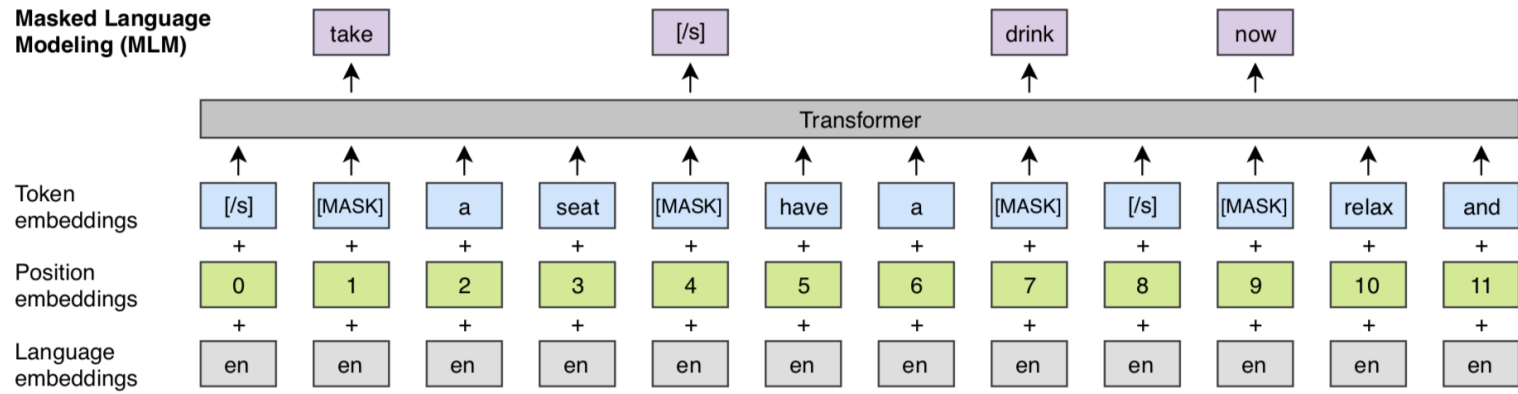 Masked Language
Modeling (MLM)
take [/s] drink now
Transformer
Token
embeddings
[/s] [MASK] a seat [MASK] have a [MASK] [/s] [MASK] relax and
+ + + + + + + + + + + +
Position
embeddings
0 1 2 3 4 5 6 7 8 9 10 11
+ + + + + + + + + + + +
Language
embeddings
en en en en en en en en en en en en